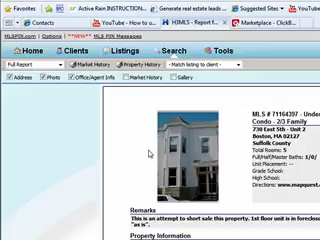 Favorites
Active Rain INSTRUCTION...
Generate real estate leads ...
Suggested Sites
YouTube
Contacts
YouTube - How to u...
H3MLS - Report f...
Marketplace - ClickB...
MLSPIN.com | Options | **NEW** MLS PIN Messages
Home Clients Listings Search Tools
Full Report Market History Property History - Match listing to client -
Address Photo Office/Agent Info Market History Gallery
MLS # 71164397 - Unde
Condo - 2/3 Family
730 East 5th - Unit 2
Boston, MA 02127
Suffolk County
Total Rooms: 5
Full/Half/Master Baths: 1/0/
Unit Placement: --
Grade School:
High School:
Directions: www.mapquest.
Remarks
This is an attempt to short sale this property. 1st floor unit is in foreclosu
"as is".
Property Information